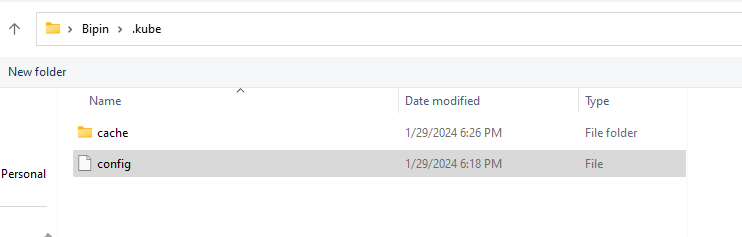 Bipin > .kube
New folder
Name Date modified Type
cache 1/29/2024 6:26 PM File folder
config 1/29/2024 6:18 PM File
Personal